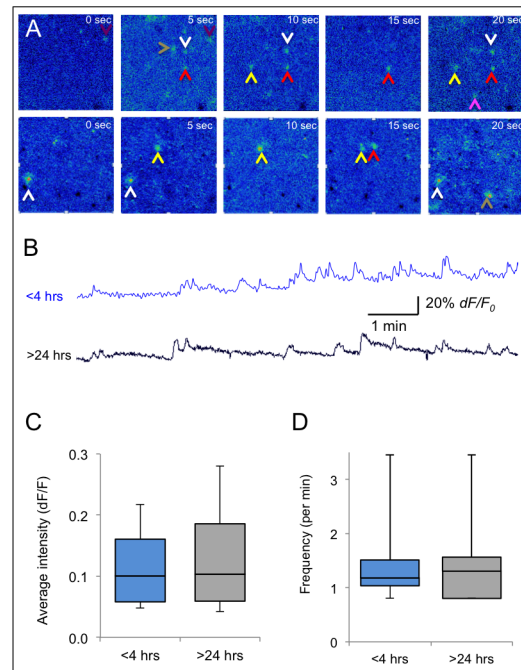 A
0 sec 5 sec 10 sec 15 sec 20 sec
0 sec 5 sec 10 sec 15 sec 20 sec
B
<4 hrs
20% dF/F0
1 min
>24 hrs
C
Average intensity (dF/F)
0.3
0.2
0.1
0.0
<4 hrs >24 hrs
D
Frequency (per min)
3
2
1
0
<4 hrs >24 hrs